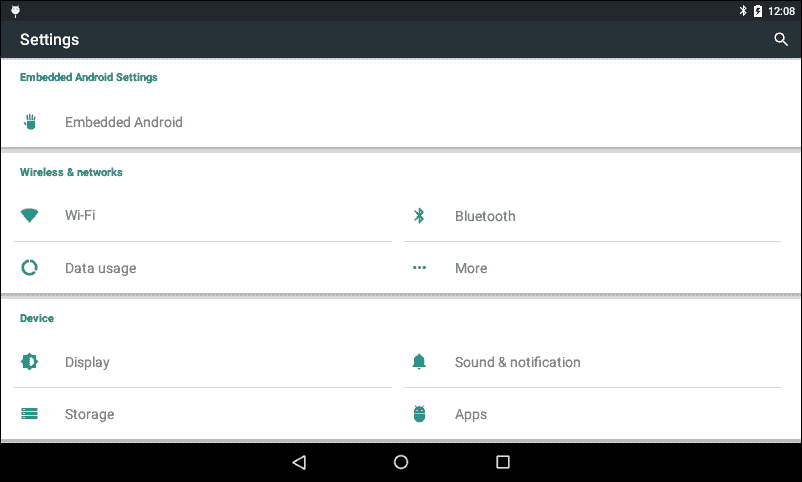 12:08
Settings
Embedded Android Settings
Embedded Android
Wireless & networks
Wi-Fi
Bluetooth
Data usage
More
Device
Display
Sound & notification
Storage
Apps